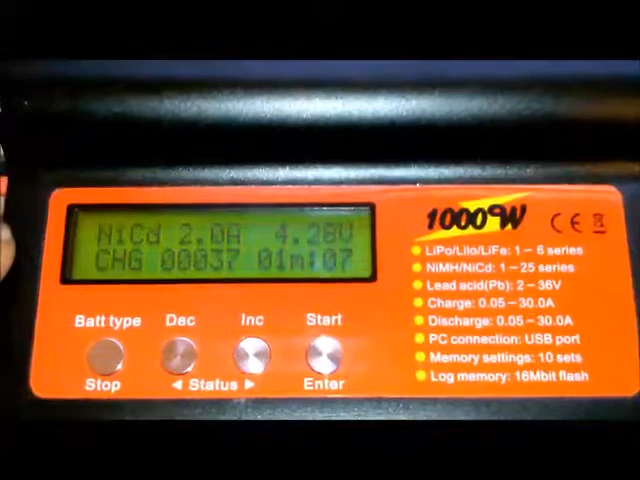 NiCd 2.0A 4.28V
CHG 00037 01m:07
Batt type Dec Inc Start
Stop ◄ Status ► Enter
1000W CE
LiPo/LiIo/LiFe: 1 – 6 series
NiMH/NiCd: 1 – 25 series
Lead acid(Pb): 2 – 36V
Charge: 0.05 – 30.0A
Discharge: 0.05 – 30.0A
PC connection: USB port
Memory settings: 10 sets
Log memory: 16Mbit flash